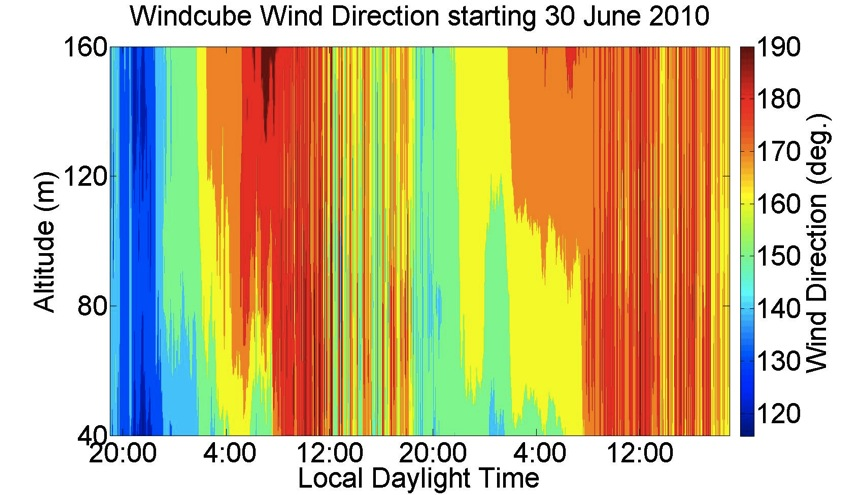 Windcube Wind Direction starting 30 June 2010
160
120
80
40
Altitude (m)
20:00 4:00 12:00 20:00 4:00 12:00
Local Daylight Time
190
180
170
160
150
140
130
120
Wind Direction (deg.)